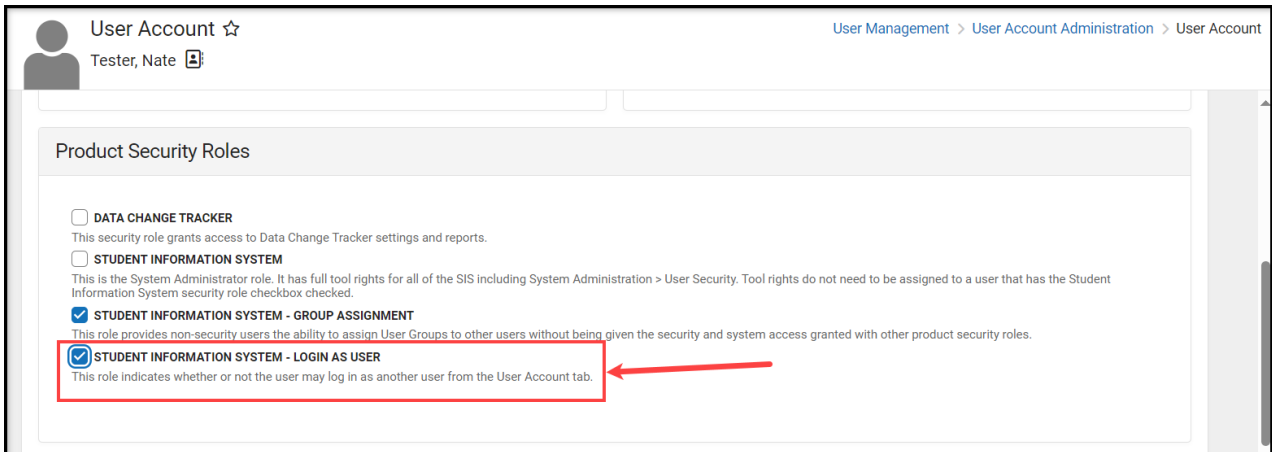 User Account
User Management > User Account Administration > User Account
Tester, Nate
Product Security Roles
DATA CHANGE TRACKER
This security role grants access to Data Change Tracker settings and reports.
STUDENT INFORMATION SYSTEM
This is the System Administrator role. It has full tool rights for all of the SIS including System Administration > User Security. Tool rights do not need to be assigned to a user that has the Student
Information System security role checkbox checked.
STUDENT INFORMATION SYSTEM - GROUP ASSIGNMENT
This role provides non-security users the ability to assign User Groups to other users without being given the security and system access granted with other product security roles.
STUDENT INFORMATION SYSTEM - LOGIN AS USER
This role indicates whether or not the user may log in as another user from the User Account tab.